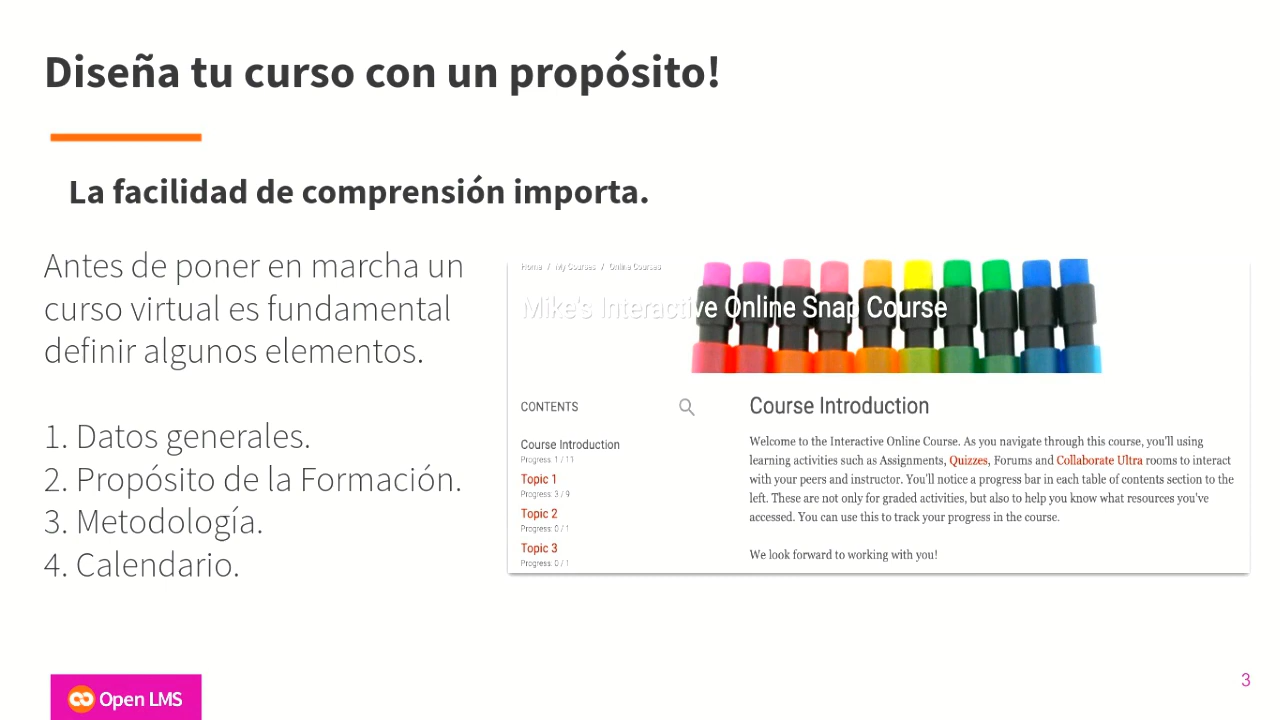 Diseña tu curso con un propósito!
La facilidad de comprensión importa.
Antes de poner en marcha un
curso virtual es fundamental
definir algunos elementos.
1. Datos generales.
2. Propósito de la Formación.
3. Metodología.
4. Calendario.
Home / My Courses / Online Courses
Mike's Interactive Online Snap Course
CONTENTS
Course Introduction
Progress: 1 / 11
Topic 1
Progress: 3 / 9
Topic 2
Progress: 0 / 1
Topic 3
Progress: 0 / 1
Course Introduction
Welcome to the Interactive Online Course. As you navigate through this course, you'll using
learning activities such as Assignments, Quizzes, Forums and Collaborate Ultra rooms to interact
with your peers and instructor. You'll notice a progress bar in each table of contents section to the
left. These are not only for graded activities, but also to help you know what resources you've
accessed. You can use this to track your progress in the course.
We look forward to working with you!
Open LMS
3